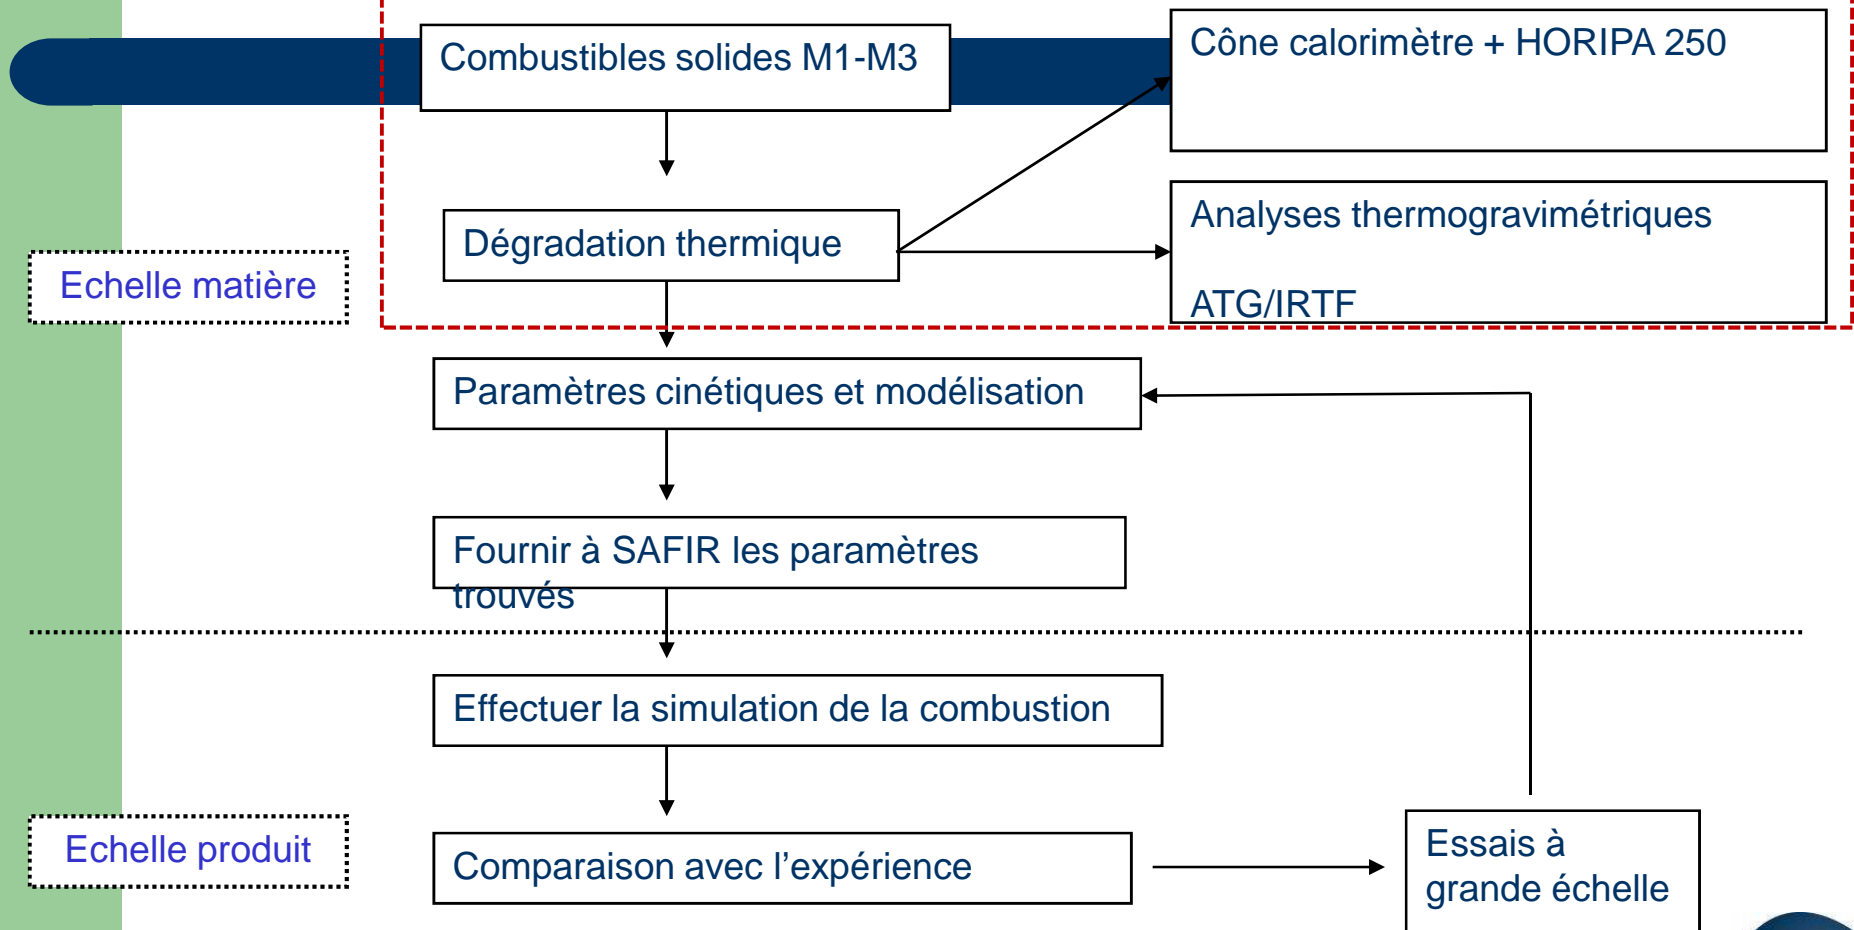 Combustibles solides M1-M3
Cône calorimètre + HORIPA 250
Dégradation thermique
Analyses thermogravimétriques
ATG/IRTF
Echelle matière
Paramètres cinétiques et modélisation
Fournir à SAFIR les paramètres
trouvés
Effectuer la simulation de la combustion
Echelle produit
Comparaison avec l'expérience
Essais à
grande échelle